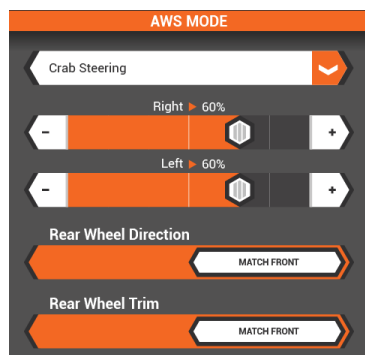 AWS MODE
Crab Steering
Right ▶ 60%
- +
Left ▶ 60%
- +
Rear Wheel Direction
MATCH FRONT
Rear Wheel Trim
MATCH FRONT